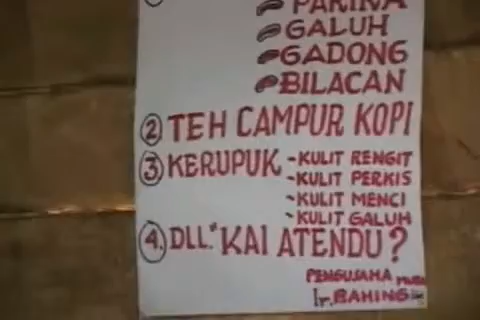 GALUH
GADONG
BILACAN
② TEH CAMPUR KOPI
③ KERUPUK - KULIT RENGIT
- KULIT PERKIS
- KULIT MENCI
- KULIT GALUH
④. DLL." KAI ATENDU?
PENGUSAHA
Ir. BAHING